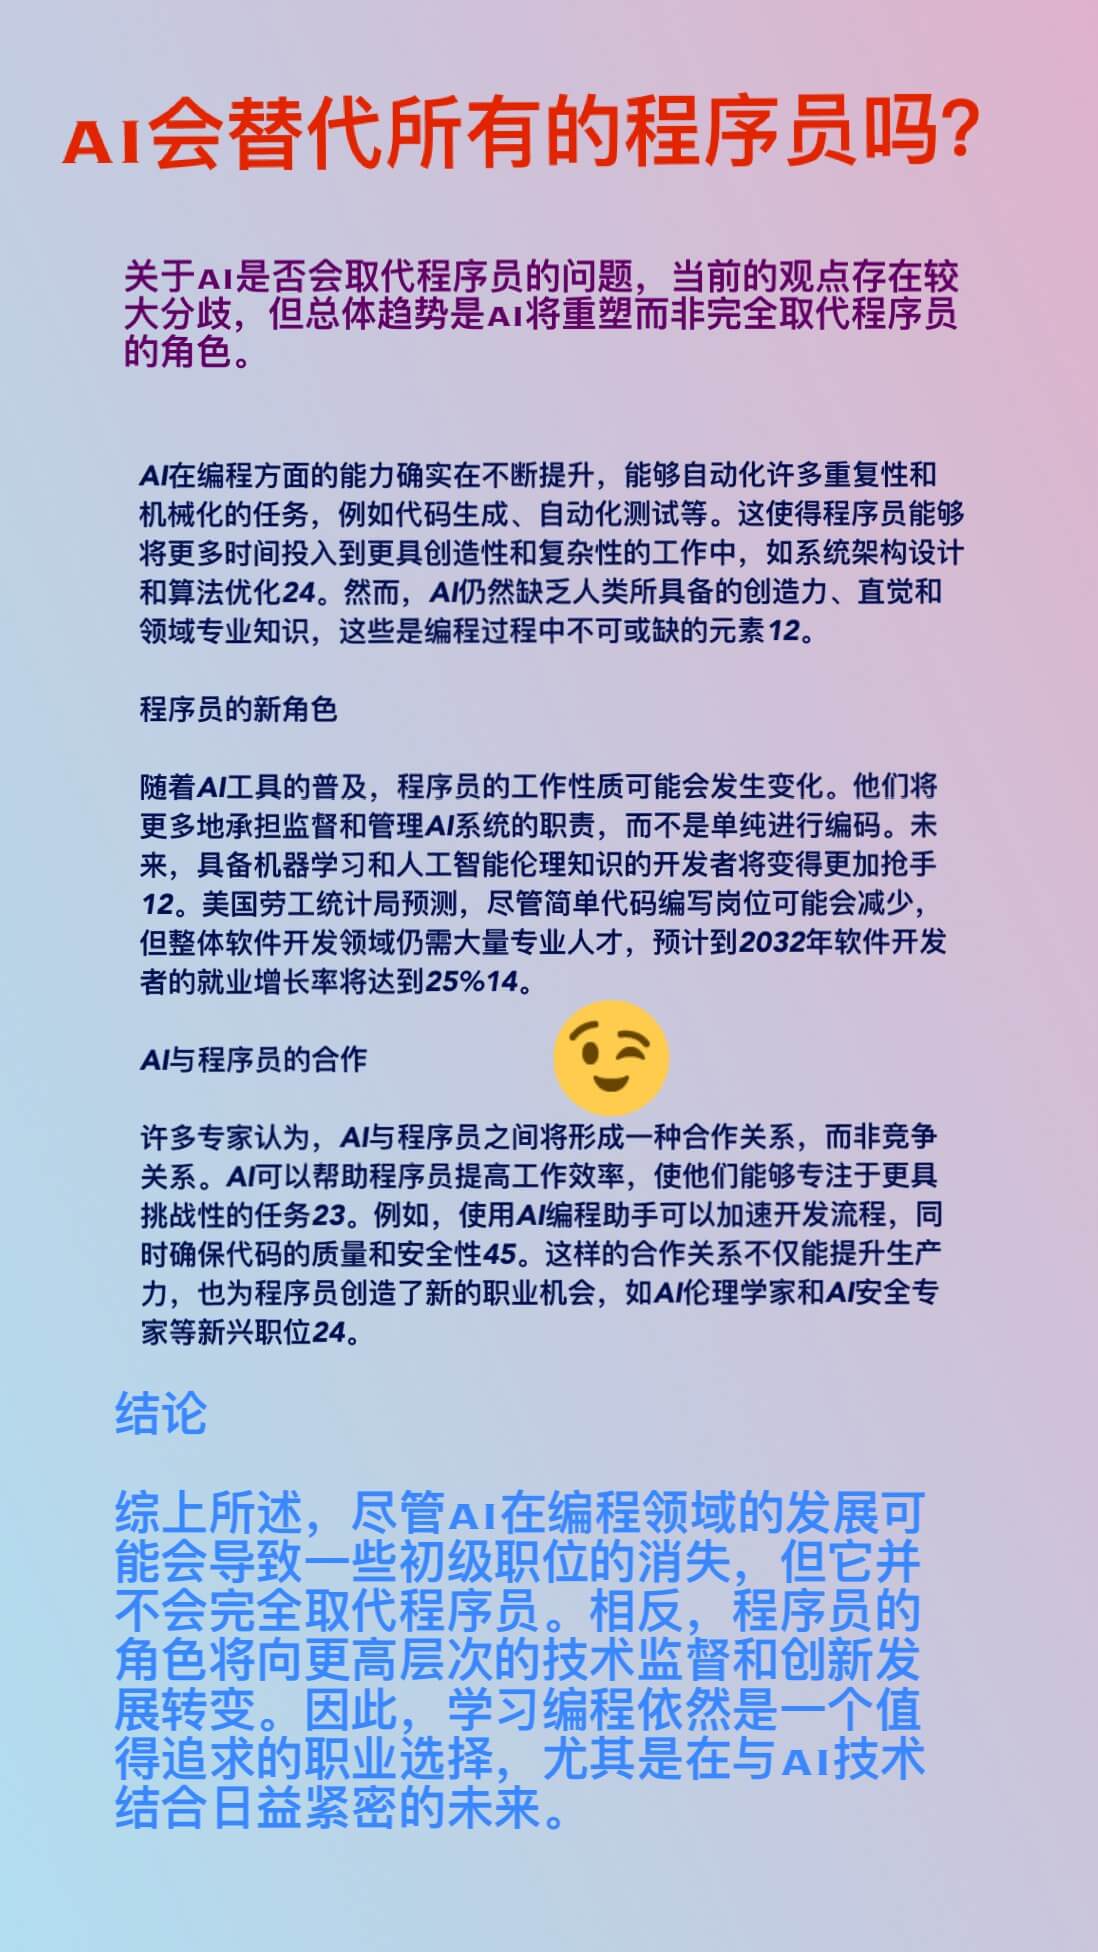 AI会替代所有的程序员吗？
关于AI是否会取代程序员的问题，当前的观点存在较
大分歧，但总体趋势是AI将重塑而非完全取代程序员
的角色。
AI在编程方面的能力确实在不断提升，能够自动化许多重复性和
机械化的任务，例如代码生成、自动化测试等。这使得程序员能够
将更多时间投入到更具创造性和复杂性的工作中，如系统架构设计
和算法优化24。然而，AI仍然缺乏人类所具备的创造力、直觉和
领域专业知识，这些是编程过程中不可或缺的元素12。
程序员的新角色
随着AI工具的普及，程序员的工作性质可能会发生变化。他们将
更多地承担监督和管理AI系统的职责，而不是单纯进行编码。未
来，具备机器学习和人工智能伦理知识的开发者将变得更加抢手
12。美国劳工统计局预测，尽管简单代码编写岗位可能会减少，
但整体软件开发领域仍需大量专业人才，预计到2032年软件开发
者的就业增长率将达到25%14。
AI与程序员的合作
许多专家认为，AI与程序员之间将形成一种合作关系，而非竞争
关系。AI可以帮助程序员提高工作效率，使他们能够专注于更具
挑战性的任务23。例如，使用AI编程助手可以加速开发流程，同
时确保代码的质量和安全性45。这样的合作关系不仅能提升生产
力，也为程序员创造了新的职业机会，如AI伦理学家和AI安全专
家等新兴职位24。
结论
综上所述，尽管AI在编程领域的发展可
能会导致一些初级职位的消失，但它并
不会完全取代程序员。相反，程序员的
角色将向更高层次的技术监督和创新发
展转变。因此，学习编程依然是一个值
得追求的职业选择，尤其是在与AI技术
结合日益紧密的未来。